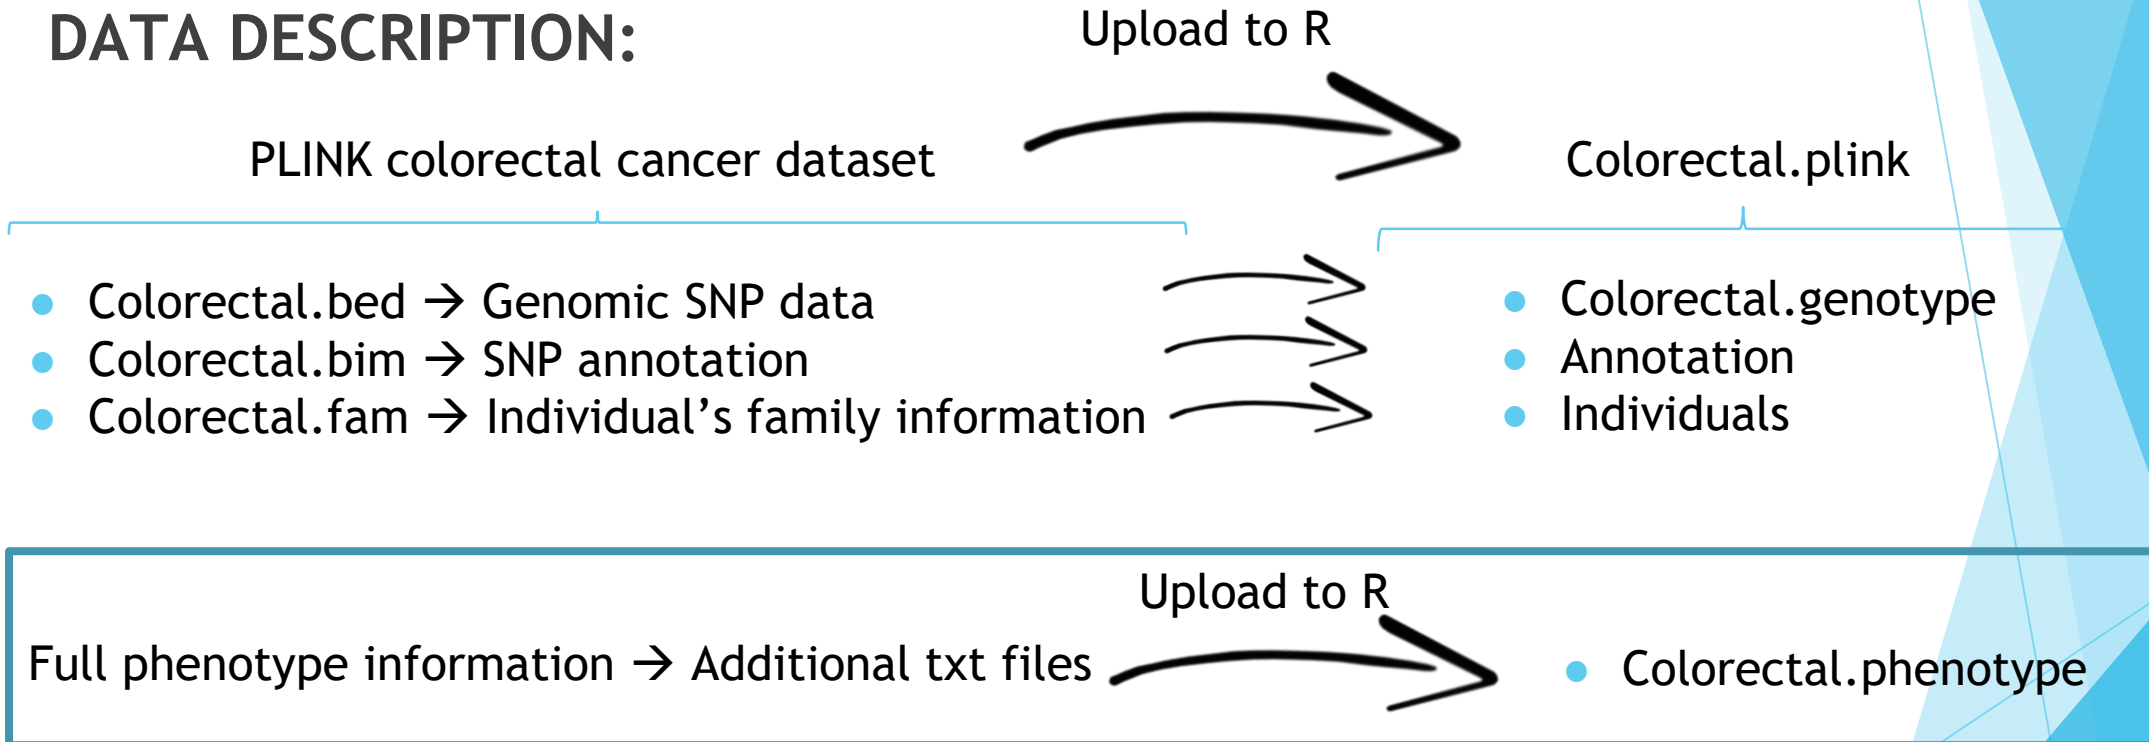 DATA DESCRIPTION:
Upload to R
PLINK colorectal cancer dataset
Colorectal.plink
● Colorectal.bed → Genomic SNP data
● Colorectal.bim → SNP annotation
● Colorectal.fam → Individual’s family information
● Colorectal.genotype
● Annotation
● Individuals
Upload to R
Full phenotype information → Additional txt files
● Colorectal.phenotype